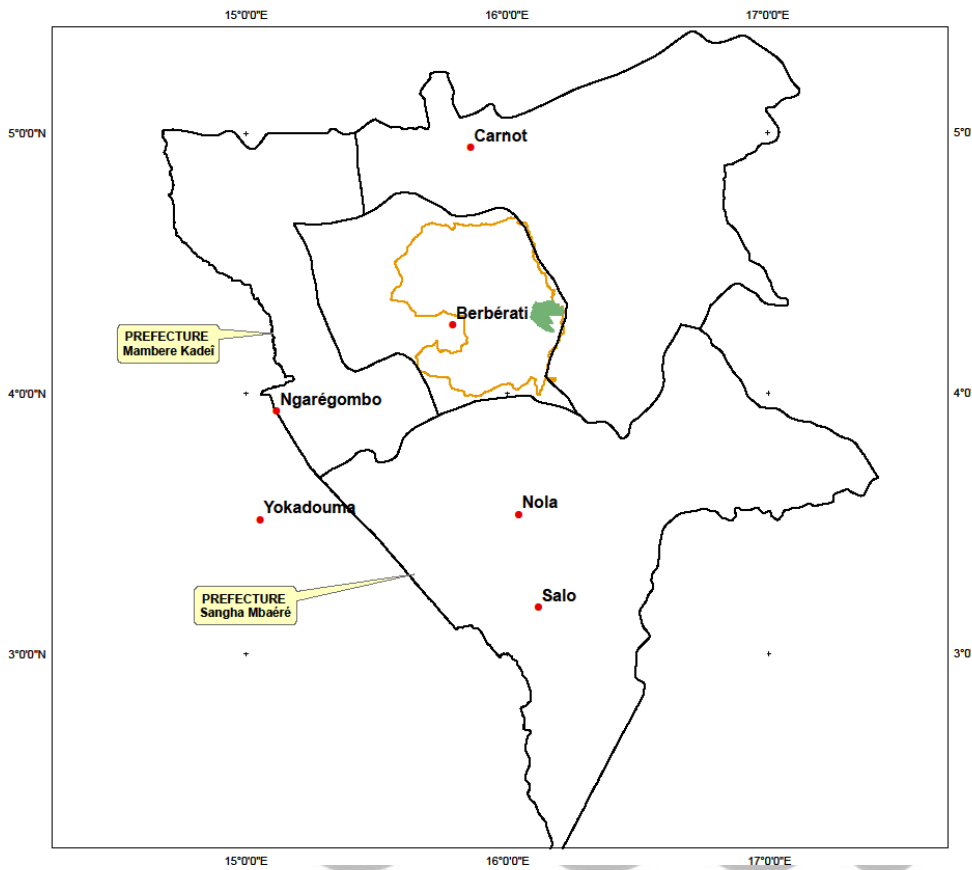 15°0'0"E 16°0'0"E 17°0'0"E
5°0'0"N 5°0'
Carnot
Berbérati
PREFECTURE
Mambere Kadeî
4°0'0"N 4°0'
Ngarégombo
Yokadouma
Nola
PREFECTURE
Sangha Mbaéré
Salo
3°0'0"N 3°0'
15°0'0"E 16°0'0"E 17°0'0"E